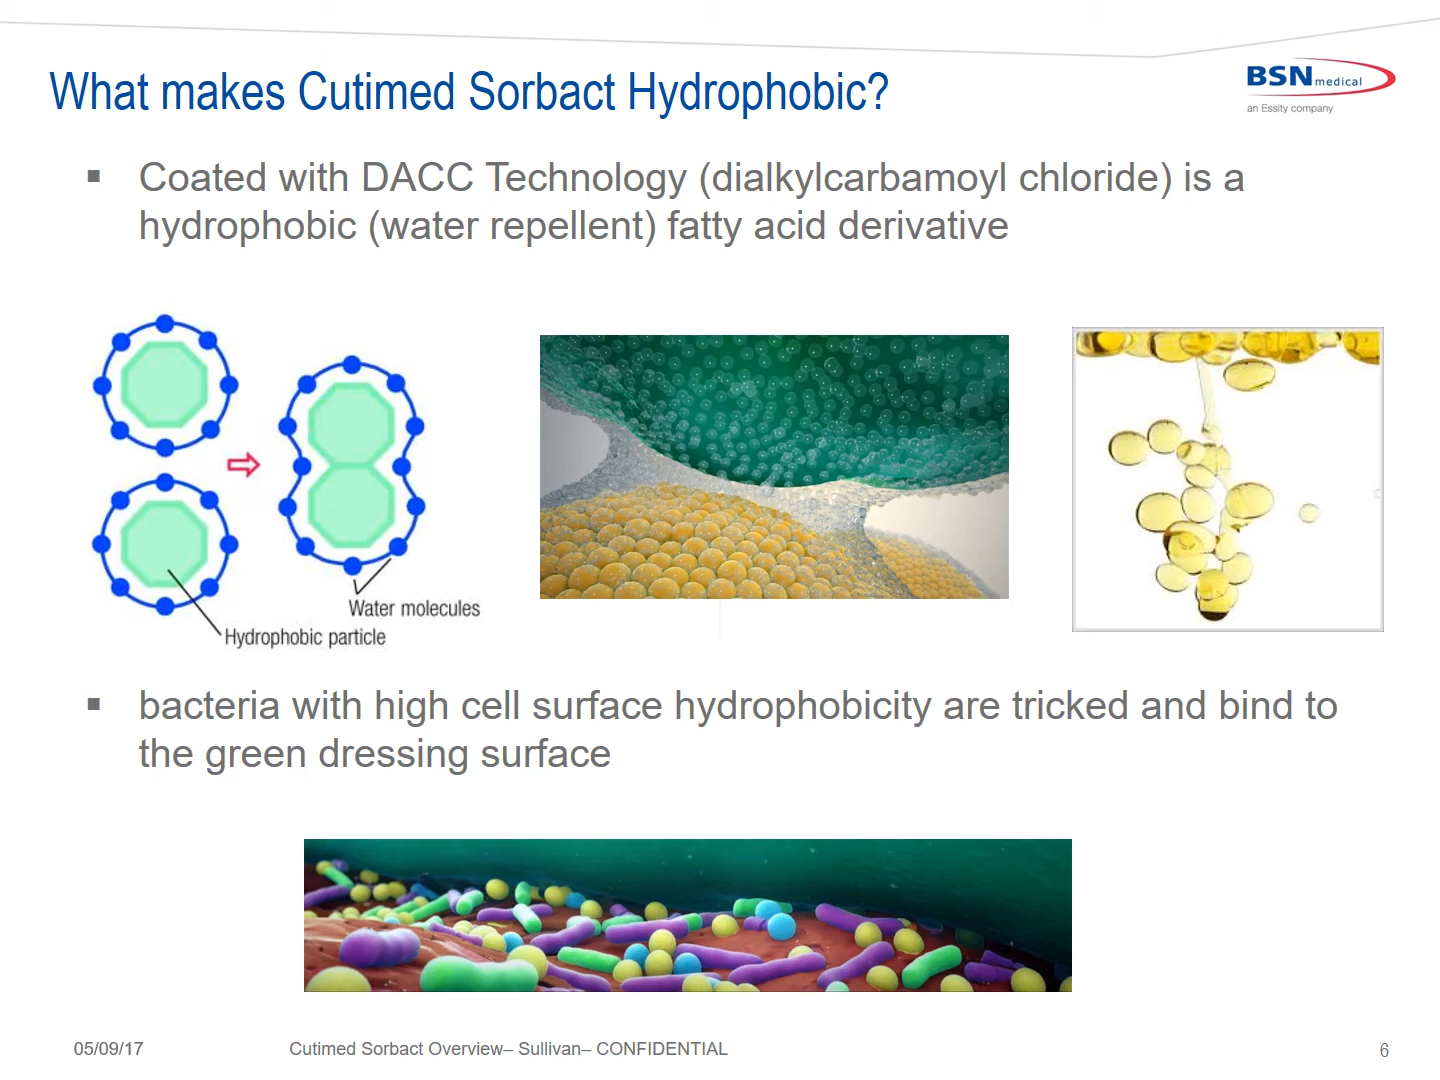 What makes Cutimed Sorbact Hydrophobic?
BSN medical
an Essity company
▪ Coated with DACC Technology (dialkylcarbamoyl chloride) is a
hydrophobic (water repellent) fatty acid derivative
Water molecules
Hydrophobic particle
▪ bacteria with high cell surface hydrophobicity are tricked and bind to
the green dressing surface
05/09/17
Cutimed Sorbact Overview– Sullivan– CONFIDENTIAL
6